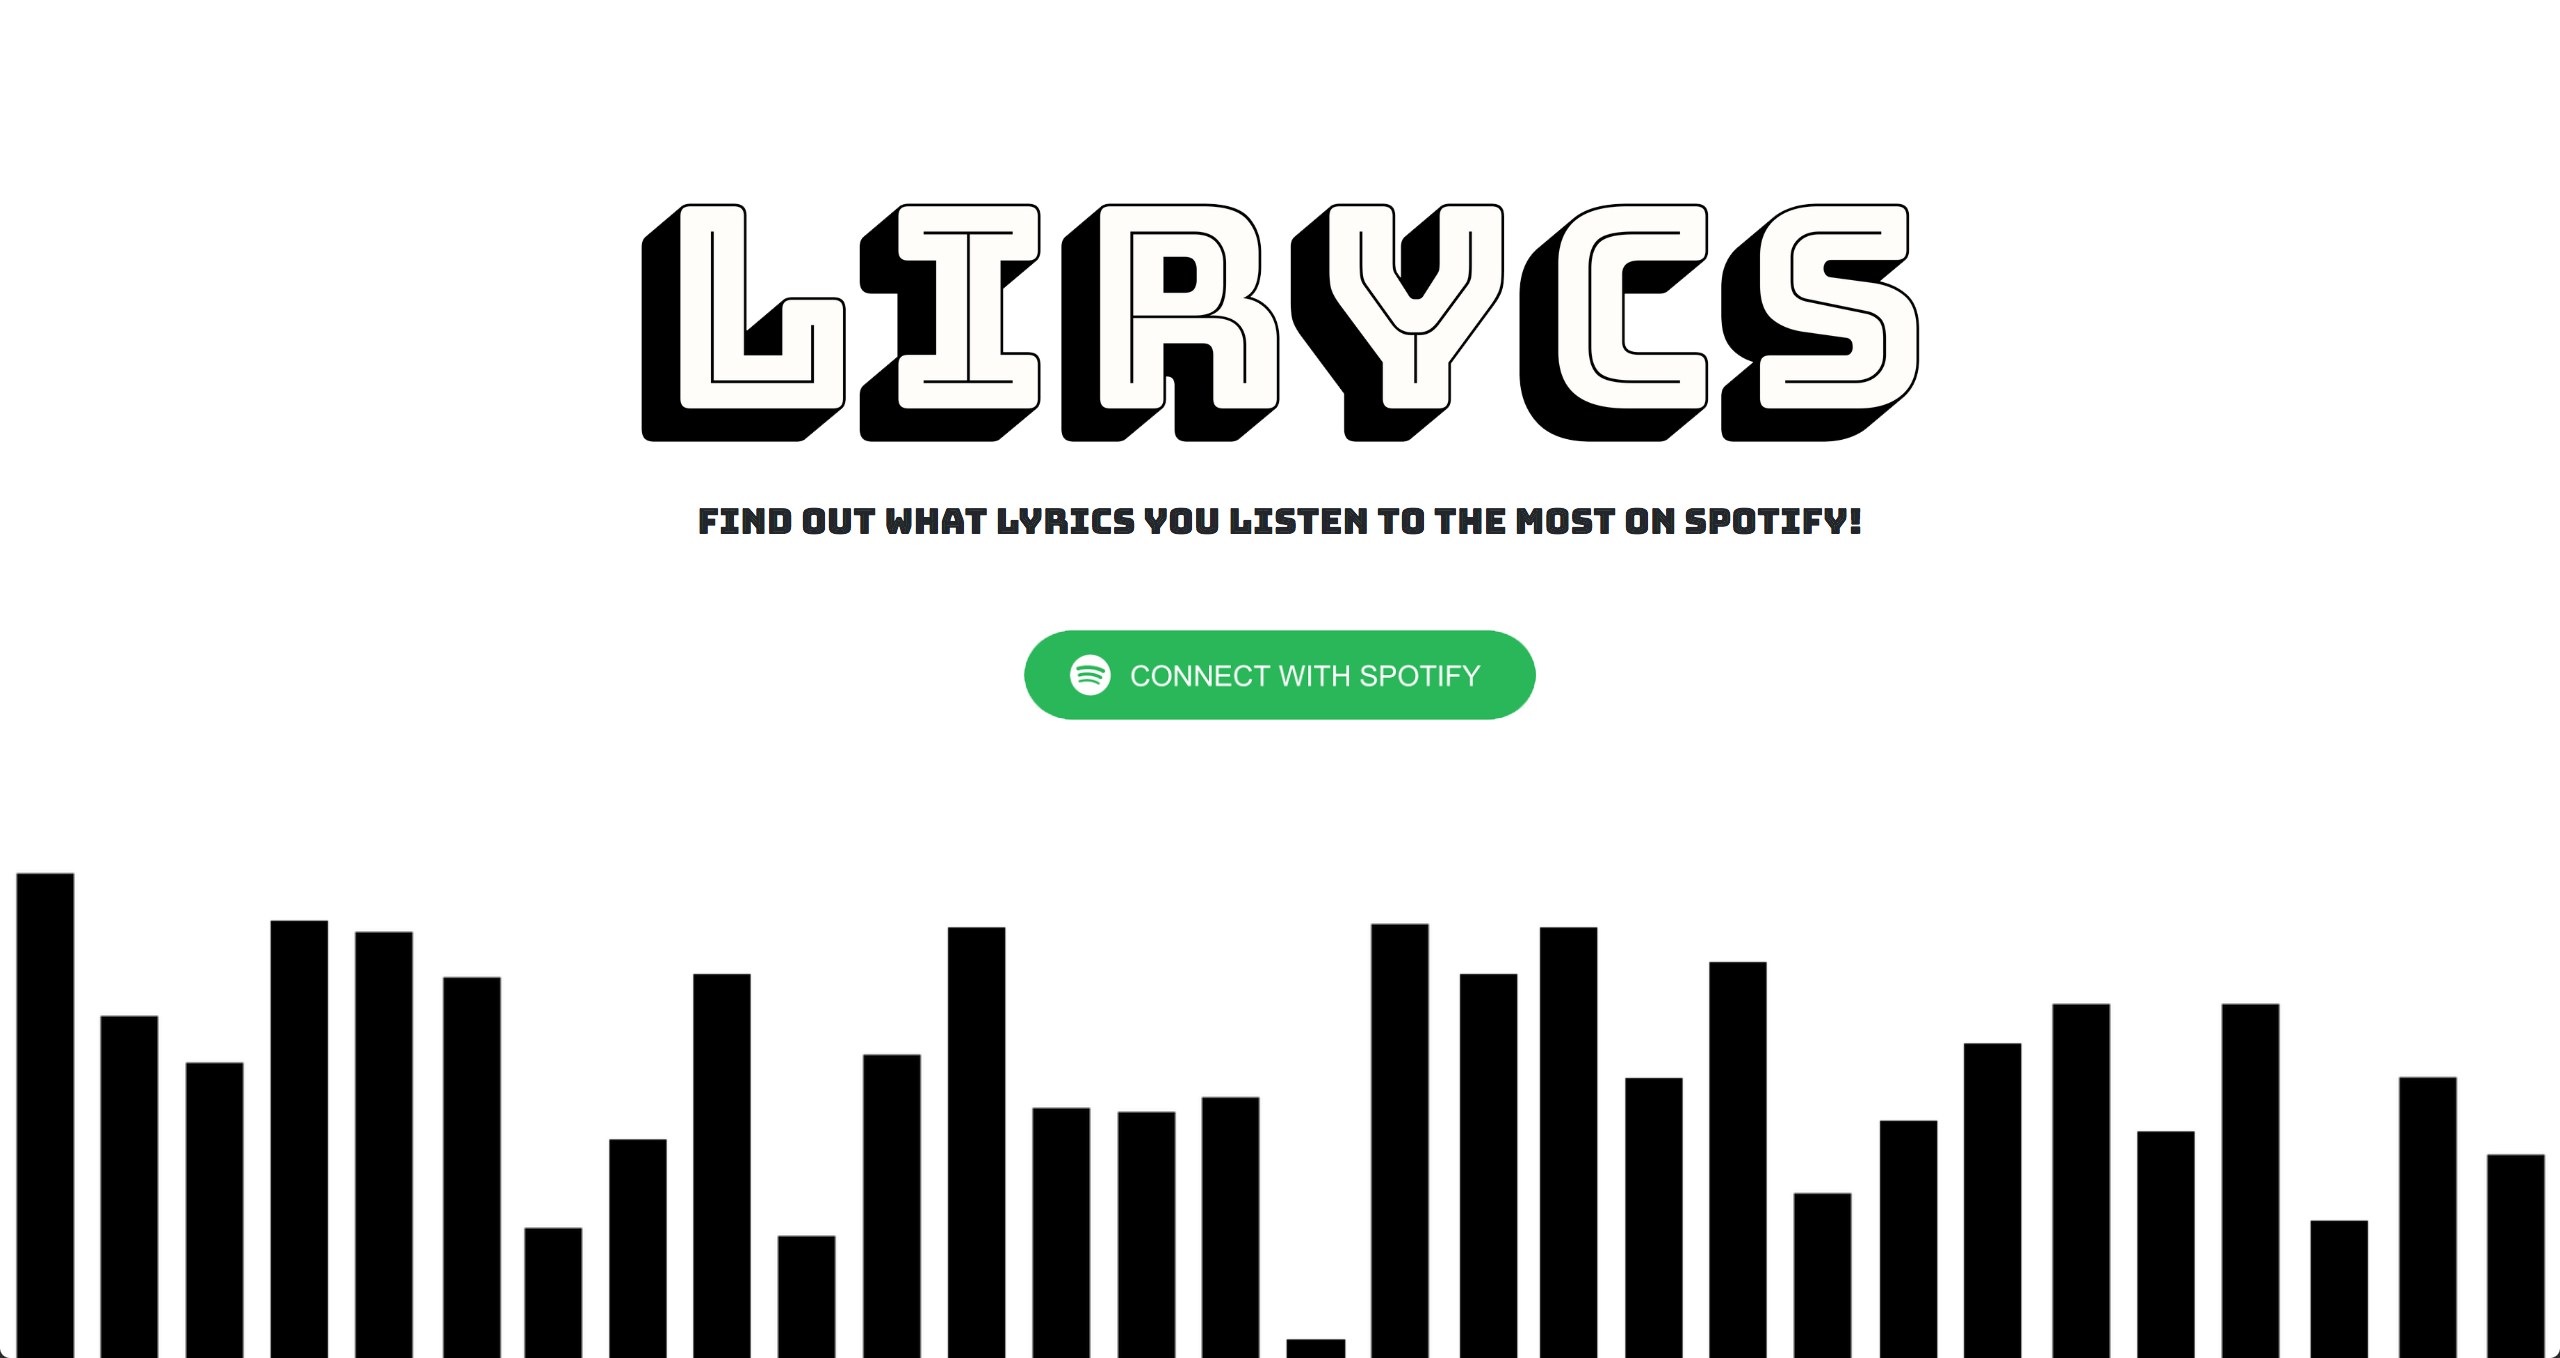 LIRYCS
FIND OUT WHAT LYRICS YOU LISTEN TO THE MOST ON SPOTIFY!
CONNECT WITH SPOTIFY